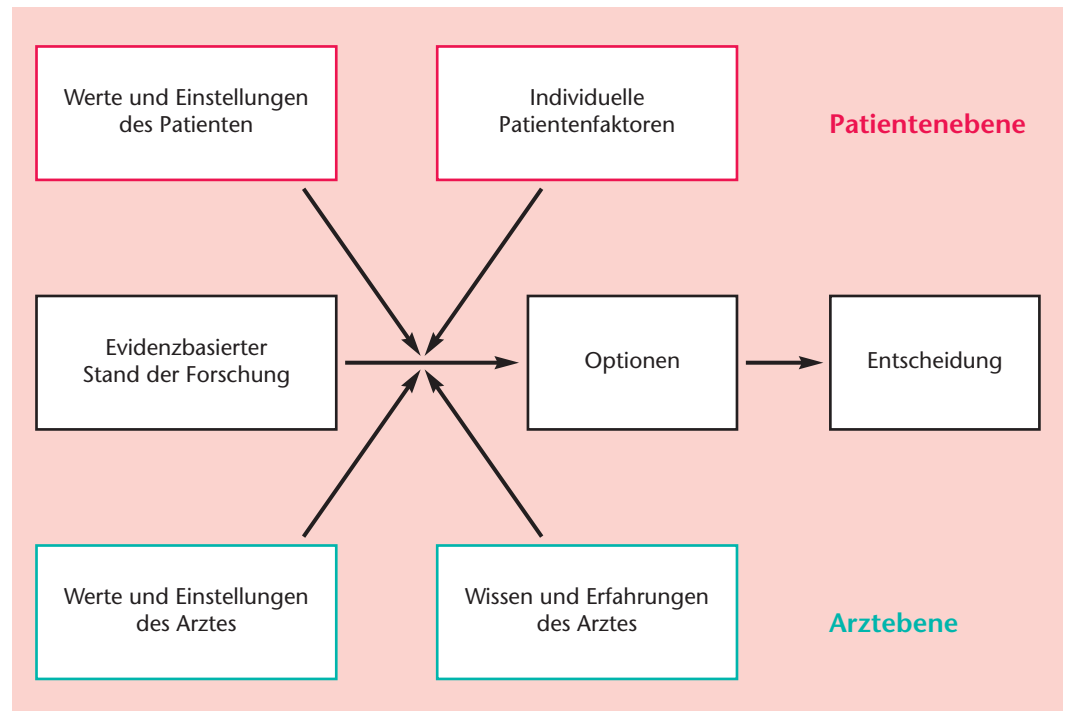 Werte und Einstellungen
des Patienten
Individuelle
Patientenfaktoren
Patientenebene
Evidenzbasierter
Stand der Forschung
Optionen
Entscheidung
Werte und Einstellungen
des Arztes
Wissen und Erfahrungen
des Arztes
Arztebene